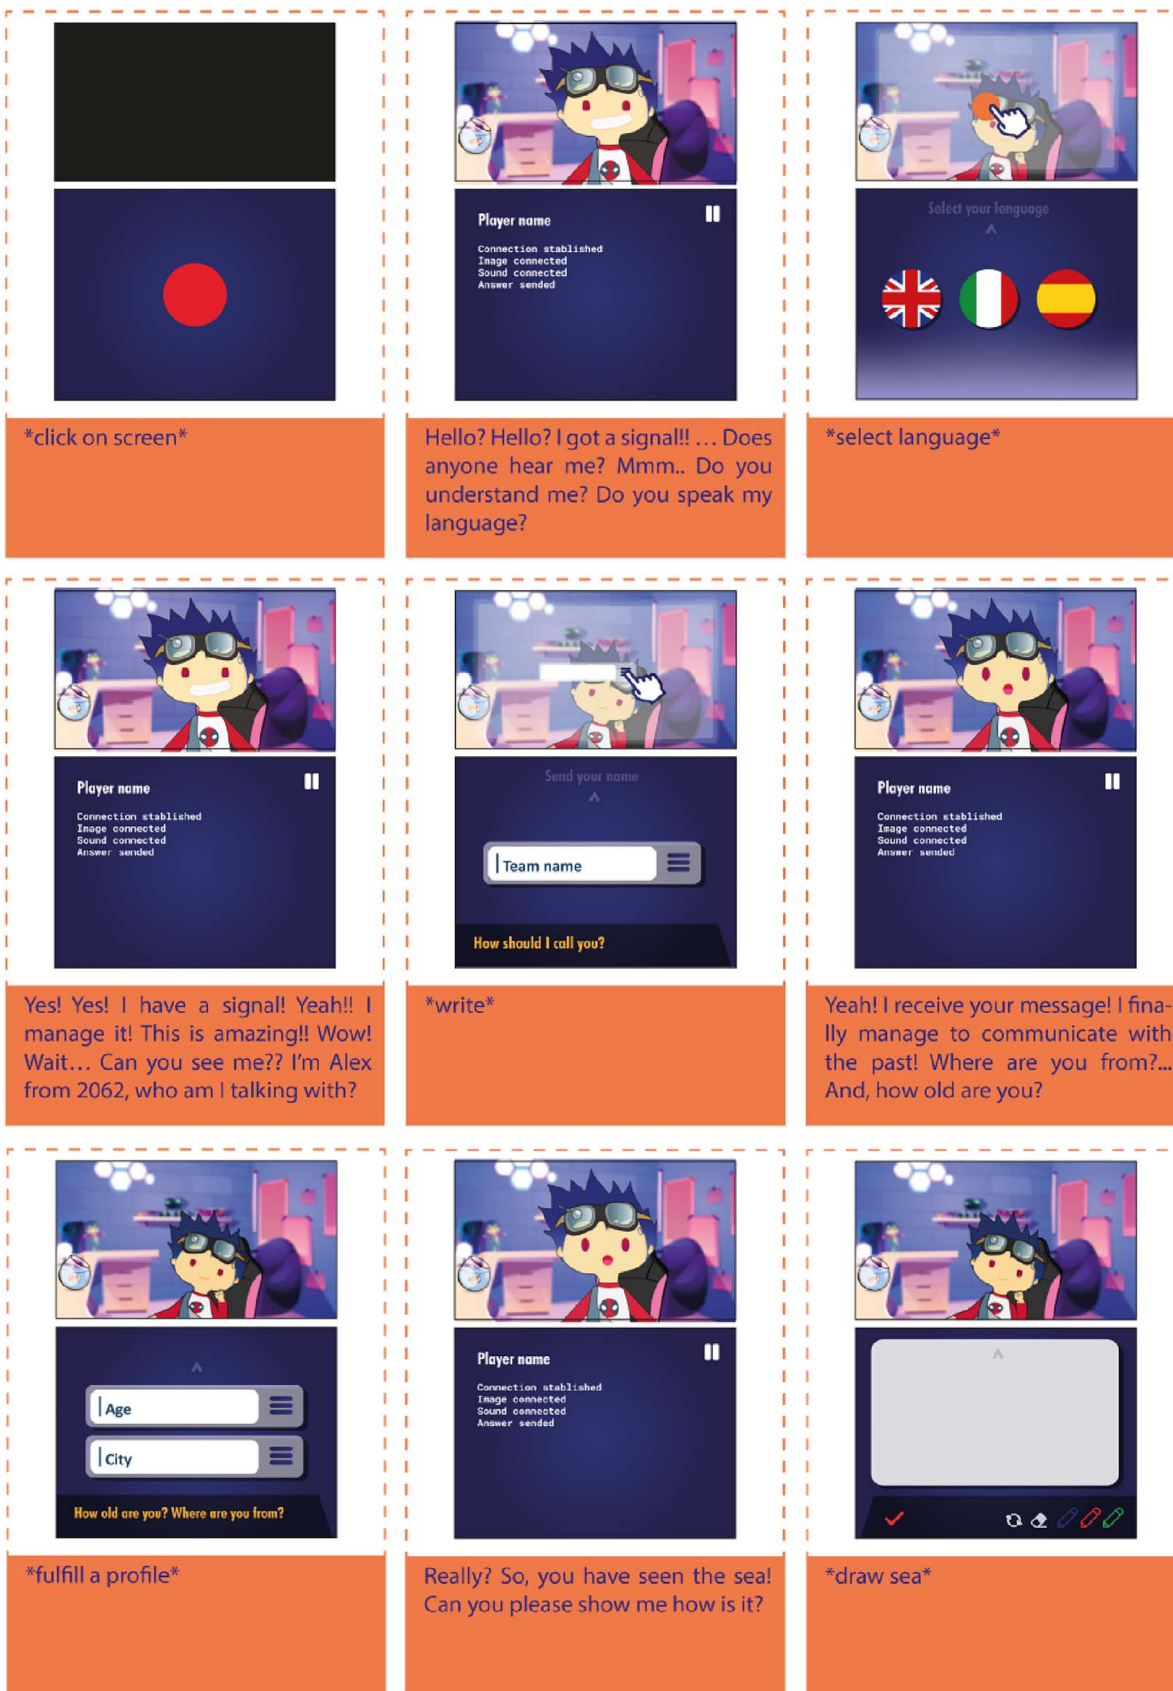 *click on screen*
Player name
Connection stablished
Image connected
Sound connected
Answer sended
Hello? Hello? I got a signal!! ... Does
anyone hear me? Mmm.. Do you
understand me? Do you speak my
language?
Select your language
*select language*
Player name
Connection stablished
Image connected
Sound connected
Answer sended
Yes! Yes! I have a signal! Yeah!! I
manage it! This is amazing!! Wow!
Wait... Can you see me?? I'm Alex
from 2062, who am I talking with?
Send your name
Team name
How should I call you?
*write*
Player name
Connection stablished
Image connected
Sound connected
Answer sended
Yeah! I receive your message! I fina-
lly manage to communicate with
the past! Where are you from?...
And, how old are you?
Age
City
How old are you? Where are you from?
*fulfill a profile*
Player name
Connection stablished
Image connected
Sound connected
Answer sended
Really? So, you have seen the sea!
Can you please show me how is it?
*draw sea*